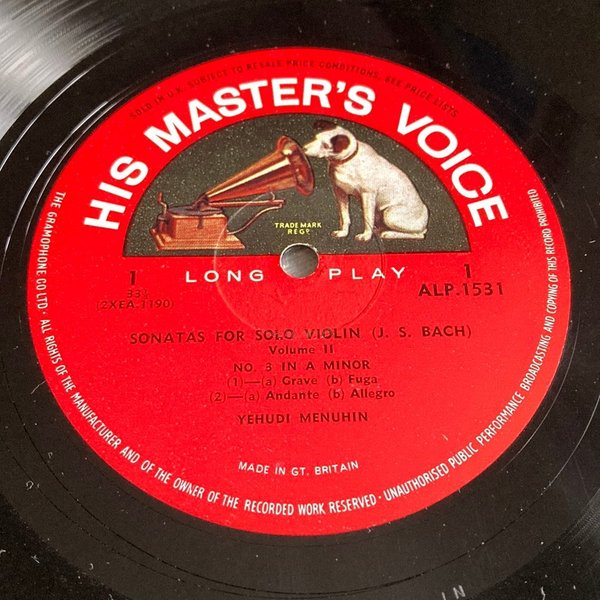 SOLD IN U.K. SUBJECT TO RESALE PRICE CONDITIONS, SEE PRICE LISTS
HIS MASTER'S VOICE
TRADE MARK
REGD
LONG PLAY
1
33⅓
(2XEA.1190)
1
ALP.1531
SONATAS FOR SOLO VIOLIN (J. S. BACH)
Volume II
NO. 3 IN A MINOR
(1)—(a) Grave (b) Fuga
(2)—(a) Andante (b) Allegro
YEHUDI MENUHIN
MADE IN GT. BRITAIN
THE GRAMOPHONE CO LTD · ALL RIGHTS OF THE MANUFACTURER AND OF THE OWNER OF THE RECORDED WORK RESERVED · UNAUTHORISED PUBLIC PERFORMANCE BROADCASTING AND COPYING OF THIS RECORD PROHIBITED